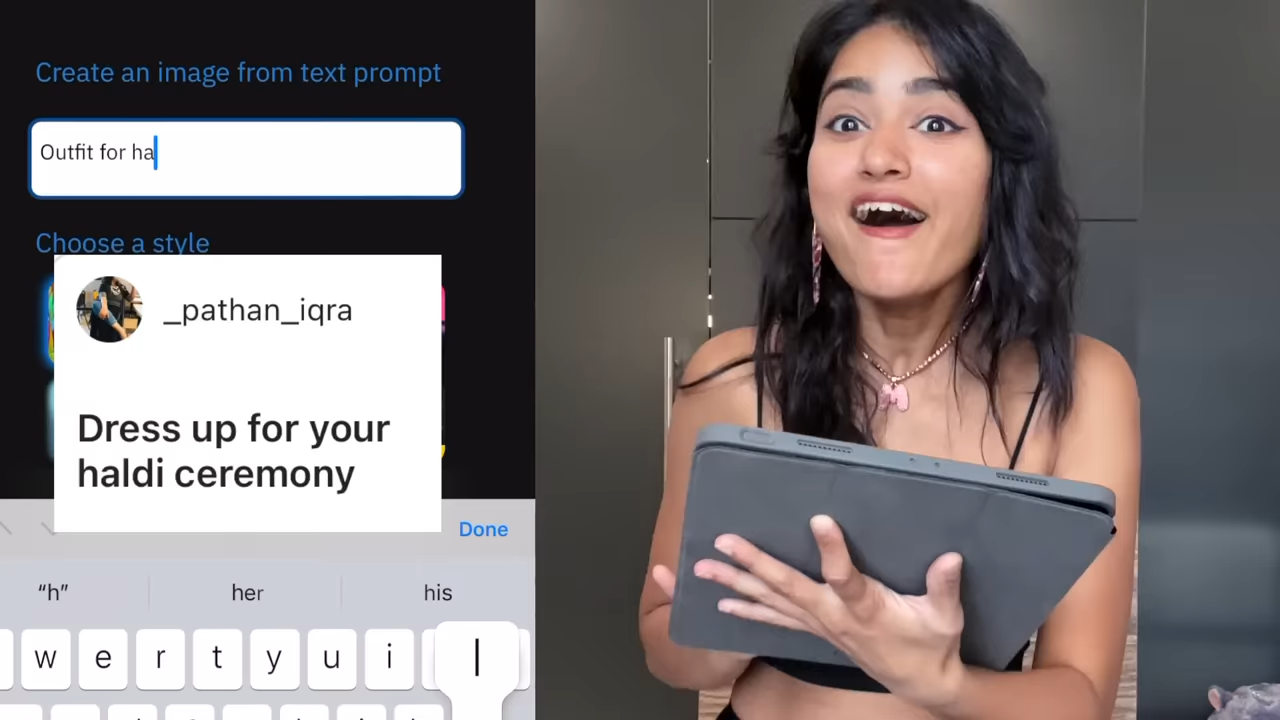 Create an image from text prompt
Outfit for ha
Choose a style
_pathan_iqra
Dress up for your
haldi ceremony
Done
“h” her his
w e r t y u i l